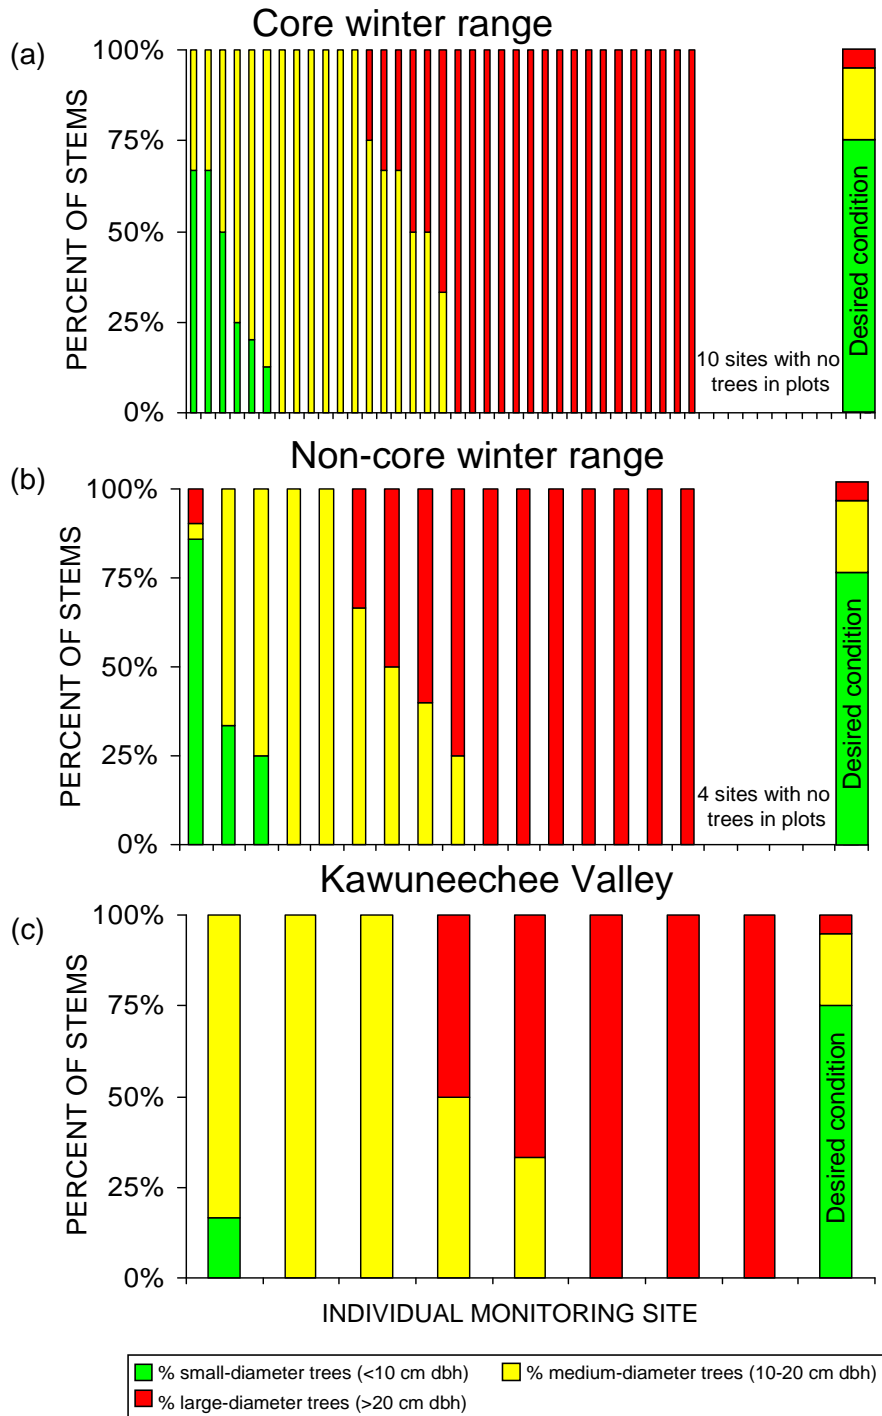 Core winter range
(a)
100%
75%
50%
25%
0%
PERCENT OF STEMS
10 sites with no
trees in plots
Desired condition
Non-core winter range
(b)
100%
75%
50%
25%
0%
PERCENT OF STEMS
4 sites with no
trees in plots
Desired condition
Kawuneechee Valley
(c)
100%
75%
50%
25%
0%
PERCENT OF STEMS
Desired condition
INDIVIDUAL MONITORING SITE
% small-diameter trees (<10 cm dbh)
% medium-diameter trees (10-20 cm dbh)
% large-diameter trees (>20 cm dbh)